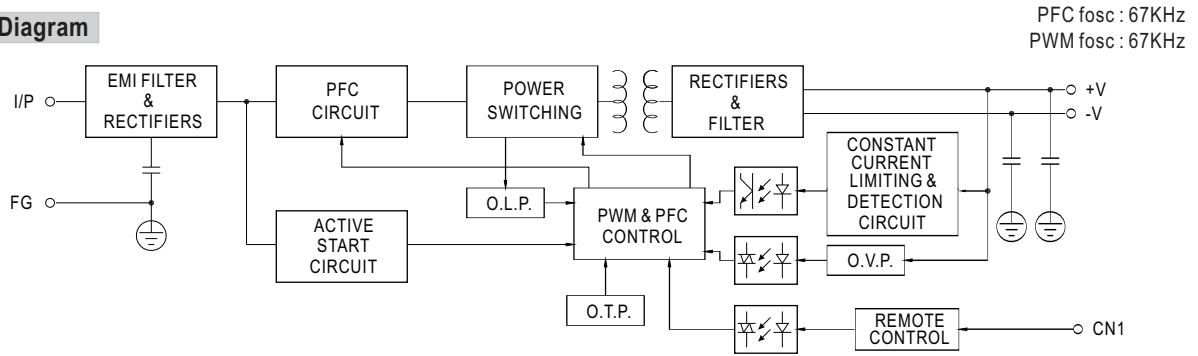 Diagram
PFC fosc : 67KHz
PWM fosc : 67KHz
I/P
EMI FILTER
&
RECTIFIERS
PFC
CIRCUIT
POWER
SWITCHING
RECTIFIERS
&
FILTER
+V
-V
CONSTANT
CURRENT
LIMITING &
DETECTION
CIRCUIT
FG
O.L.P.
PWM & PFC
CONTROL
ACTIVE
START
CIRCUIT
O.V.P.
O.T.P.
REMOTE
CONTROL
CN1